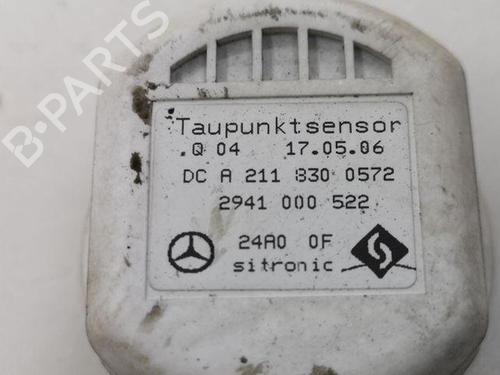 B PARTS
Taupunktsensor
Q 04 17.05.06
DC A 211 830 0572
2941 000 522
24A0 0F
sitronic